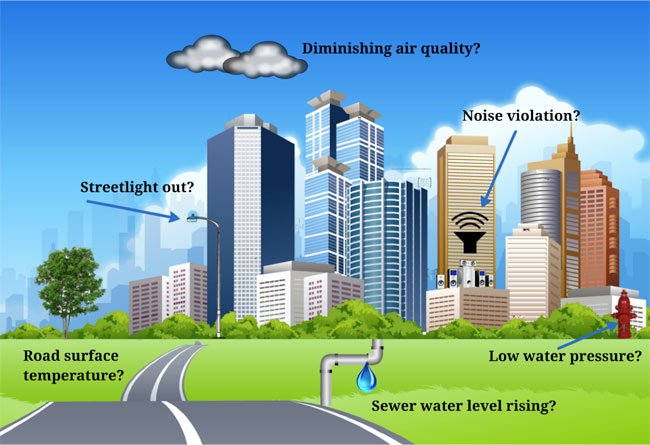 Diminishing air quality?
Noise violation?
Streetlight out?
Road surface
temperature?
Low water pressure?
Sewer water level rising?